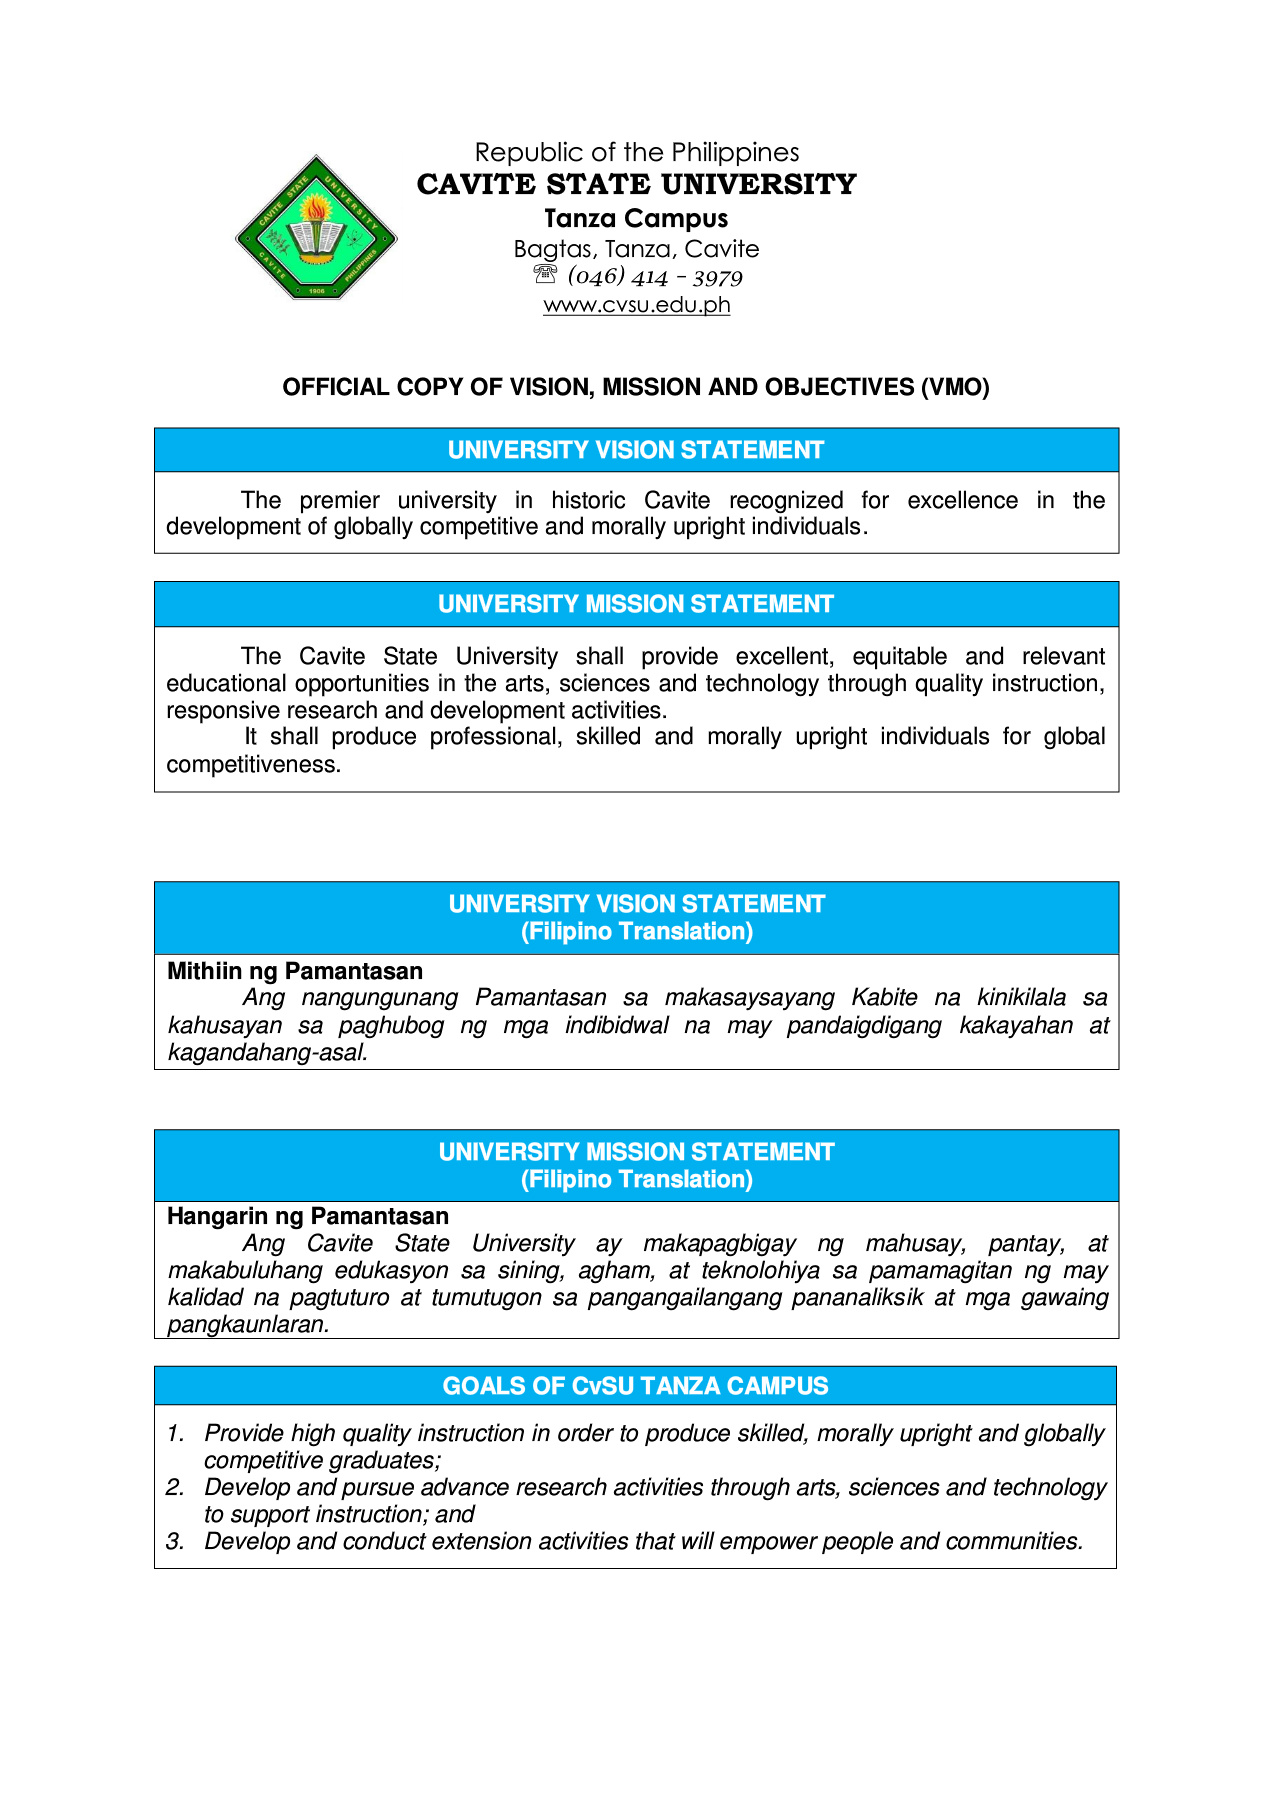 Republic of the Philippines
CAVITE STATE UNIVERSITY
Tanza Campus
Bagtas, Tanza, Cavite
☏ (046) 414 – 3979
www.cvsu.edu.ph
CAVITE STATE UNIVERSITY
CAVITE PHILIPPINES
1906
OFFICIAL COPY OF VISION, MISSION AND OBJECTIVES (VMO)
UNIVERSITY VISION STATEMENT
The premier university in historic Cavite recognized for excellence in the
development of globally competitive and morally upright individuals.
UNIVERSITY MISSION STATEMENT
The Cavite State University shall provide excellent, equitable and relevant
educational opportunities in the arts, sciences and technology through quality instruction,
responsive research and development activities.
It shall produce professional, skilled and morally upright individuals for global
competitiveness.
UNIVERSITY VISION STATEMENT
(Filipino Translation)
Mithiin ng Pamantasan
Ang nangungunang Pamantasan sa makasaysayang Kabite na kinikilala sa
kahusayan sa paghubog ng mga indibidwal na may pandaigdigang kakayahan at
kagandahang-asal.
UNIVERSITY MISSION STATEMENT
(Filipino Translation)
Hangarin ng Pamantasan
Ang Cavite State University ay makapagbigay ng mahusay, pantay, at
makabuluhang edukasyon sa sining, agham, at teknolohiya sa pamamagitan ng may
kalidad na pagtuturo at tumutugon sa pangangailangang pananaliksik at mga gawaing
pangkaunlaran.
GOALS OF CvSU TANZA CAMPUS
1. Provide high quality instruction in order to produce skilled, morally upright and globally
competitive graduates;
2. Develop and pursue advance research activities through arts, sciences and technology
to support instruction; and
3. Develop and conduct extension activities that will empower people and communities.